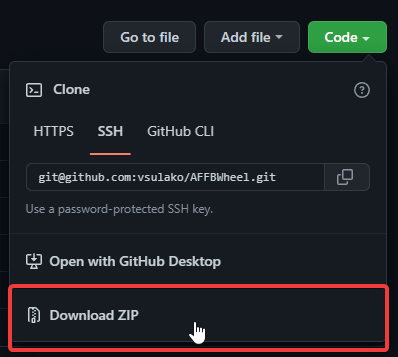 Go to file Add file Code
Clone
HTTPS SSH GitHub CLI
git@github.com:vsulako/AFFBWheel.git
Use a password-protected SSH key.
Open with GitHub Desktop
Download ZIP